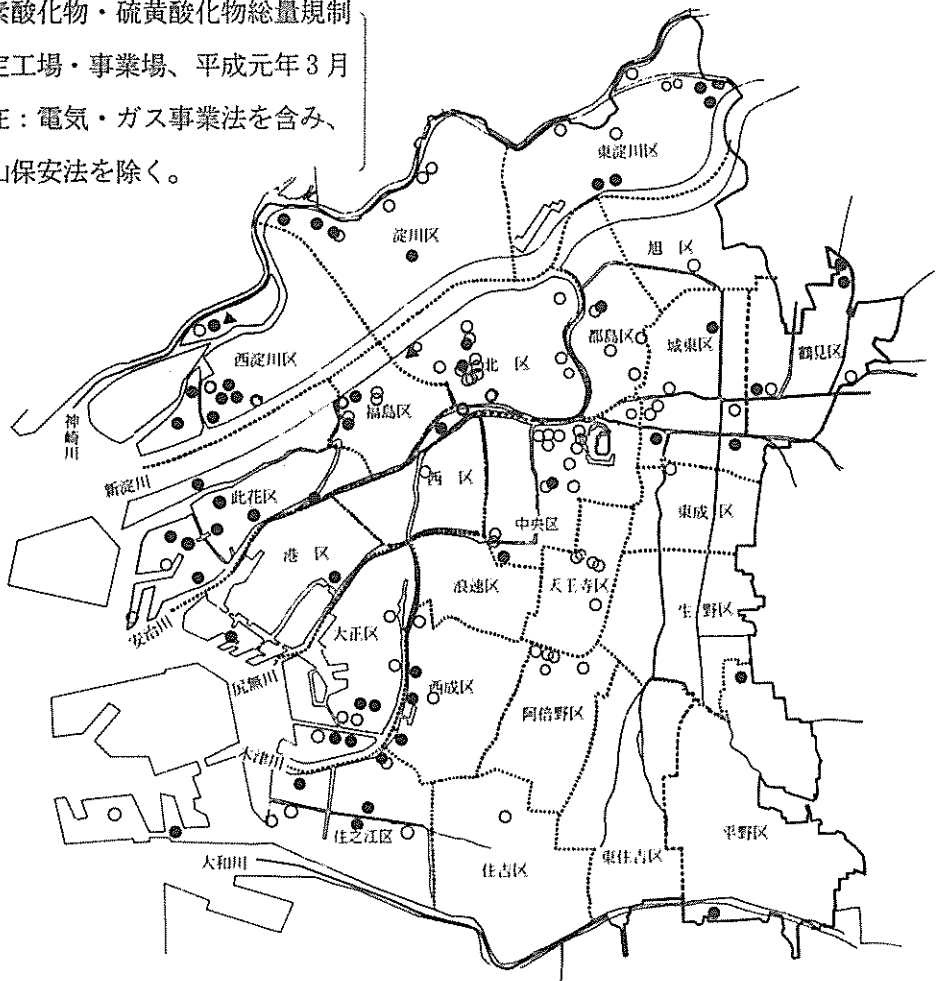 素酸化物・硫黄酸化物総量規制
定工場・事業場、平成元年3月
在：電気・ガス事業法を含み、
山保安法を除く。
東淀川区
淀川区
旭 区
都島区
城東区
鶴見区
西淀川区
北 区
福島区
神崎川
新淀川
此花区
西 区
東成 区
中央区
港 区
浪速区
天王寺区
生野区
安治川
大正区
尻無川
西成区
阿倍野区
木津川
住之江区
平野区
大和川
住吉区
東住吉区